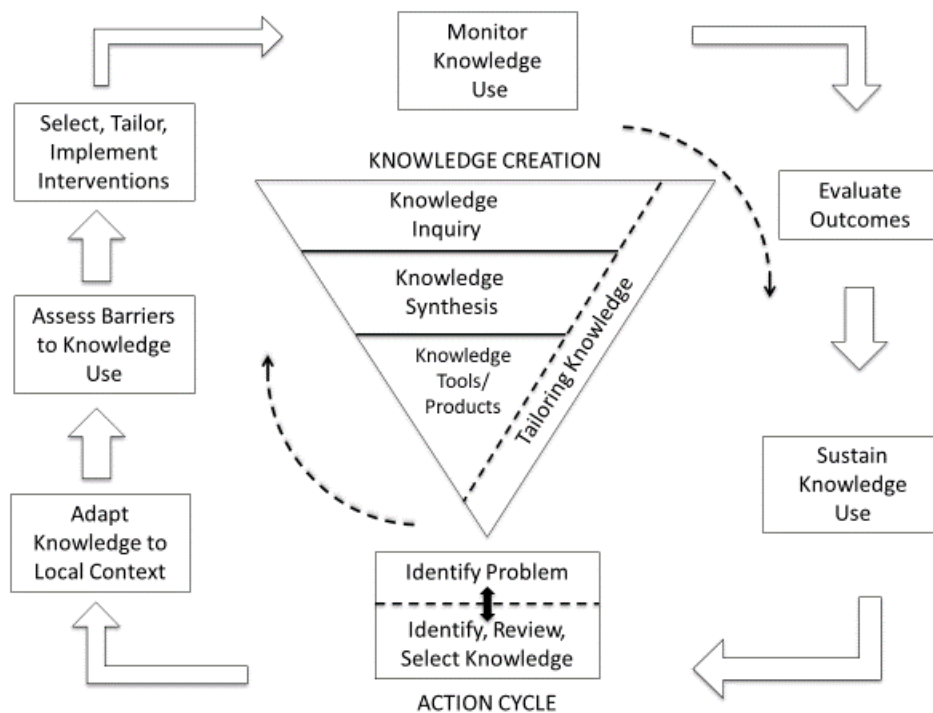 Monitor
Knowledge
Use
Select, Tailor,
Implement
Interventions
KNOWLEDGE CREATION
Knowledge
Inquiry
Evaluate
Outcomes
Knowledge
Synthesis
Tailoring Knowledge
Assess Barriers
to Knowledge
Use
Knowledge
Tools/
Products
Sustain
Knowledge
Use
Adapt
Knowledge to
Local Context
Identify Problem
Identify, Review,
Select Knowledge
ACTION CYCLE